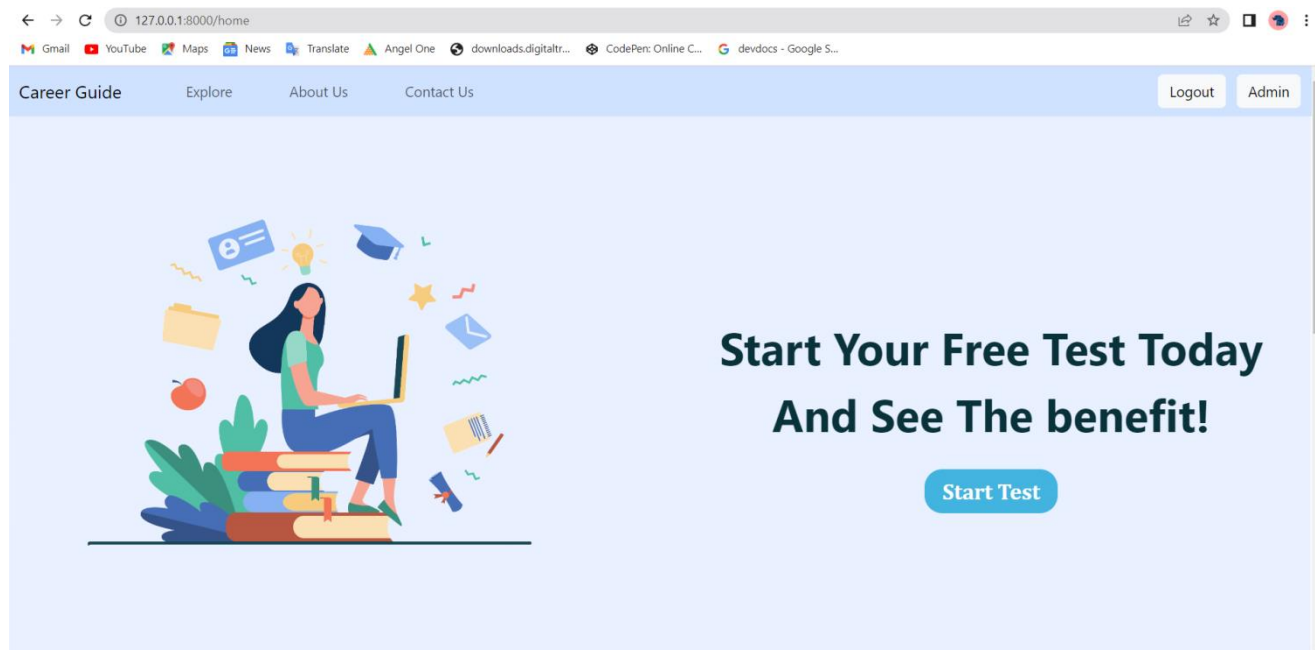 127.0.0.1:8000/home
Gmail YouTube Maps News Translate Angel One downloads.digitaltr... CodePen: Online C... devdocs - Google S...
Career Guide Explore About Us Contact Us Logout Admin
Start Your Free Test Today
And See The benefit!
Start Test